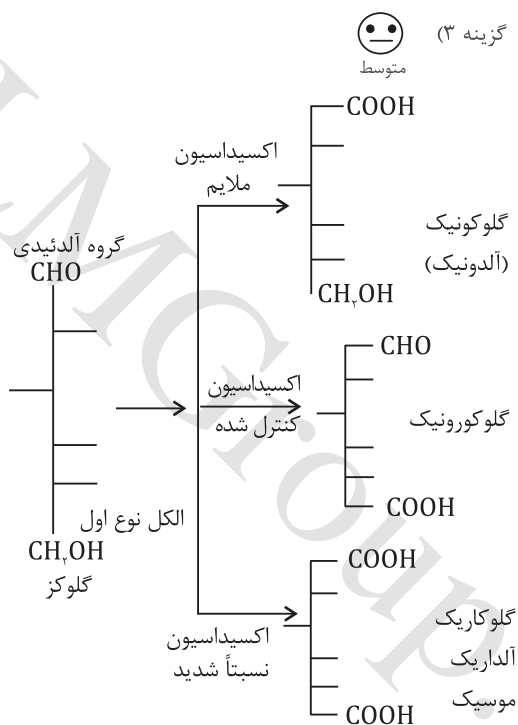 گزینه ۳)
متوسط
گروه آلدئیدی
CHO
الکل نوع اول
CH۲OH
گلوکز
اکسیداسیون
ملایم
COOH
گلوکونیک
(آلدونیک)
CH۲OH
اکسیداسیون
کنترل شده
CHO
گلوکورونیک
COOH
اکسیداسیون
نسبتاً شدید
COOH
گلوکاریک
آلداریک
موسیک
COOH
LMGroup.